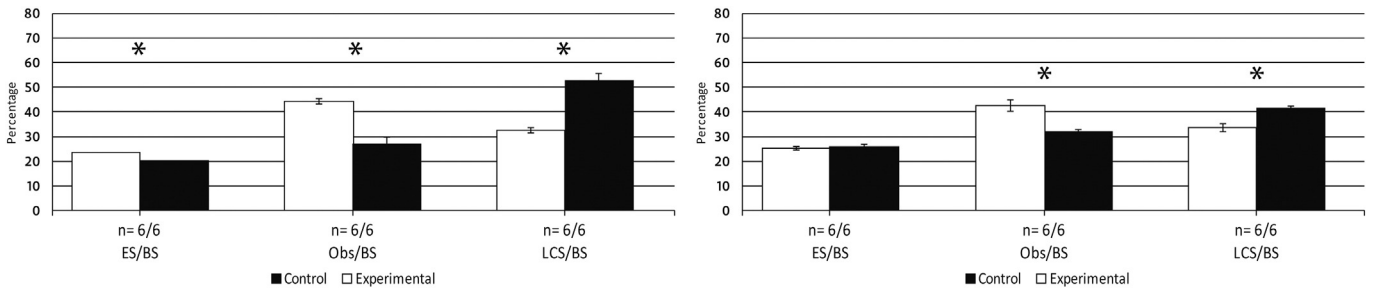 80
70
60
50
40
30
20
10
0
Percentage
*
*
*
n= 6/6
n= 6/6
n= 6/6
ES/BS
Obs/BS
LCS/BS
Control
Experimental
80
70
60
50
40
30
20
10
0
Percentage
*
*
n= 6/6
n= 6/6
n= 6/6
ES/BS
Obs/BS
LCS/BS
Control
Experimental